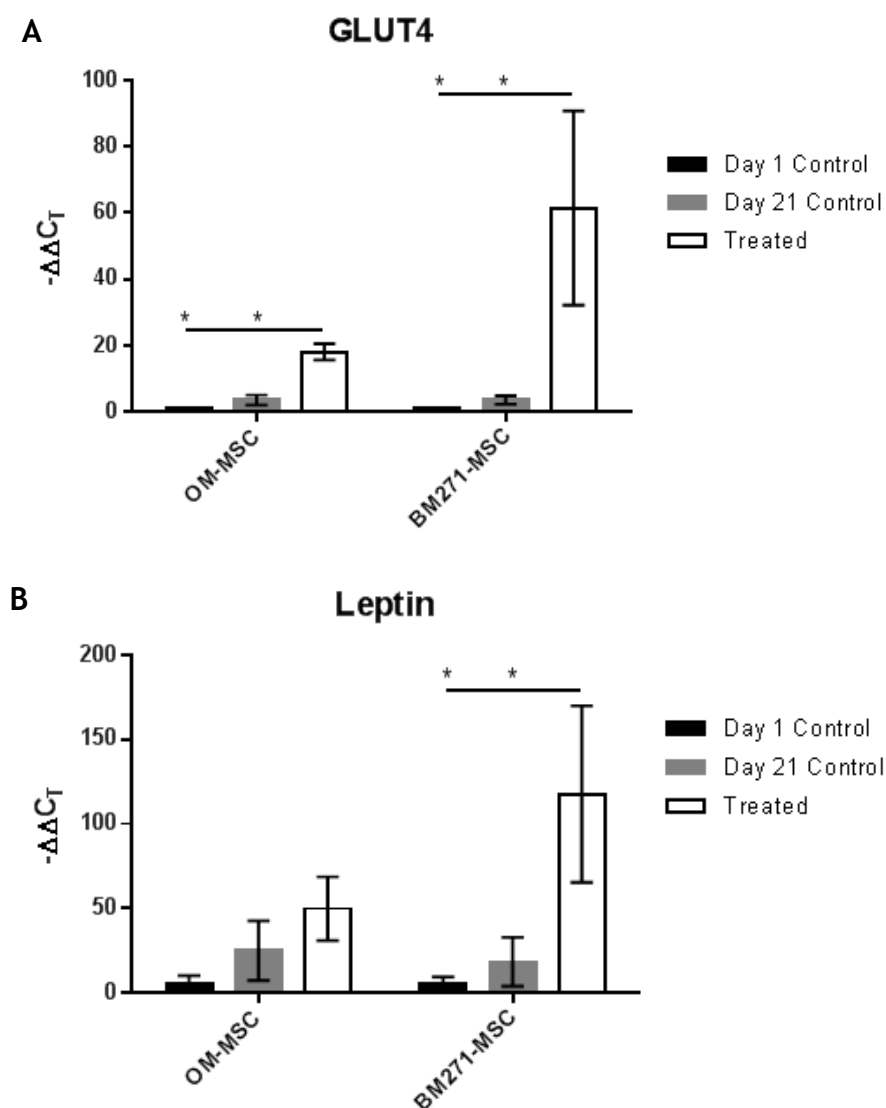 A
GLUT4
100
80
60
40
20
0
-ΔΔCT
* *
* *
OM-MSC
BM271-MSC
Day 1 Control
Day 21 Control
Treated
B
Leptin
200
150
100
50
0
-ΔΔCT
* *
OM-MSC
BM271-MSC
Day 1 Control
Day 21 Control
Treated